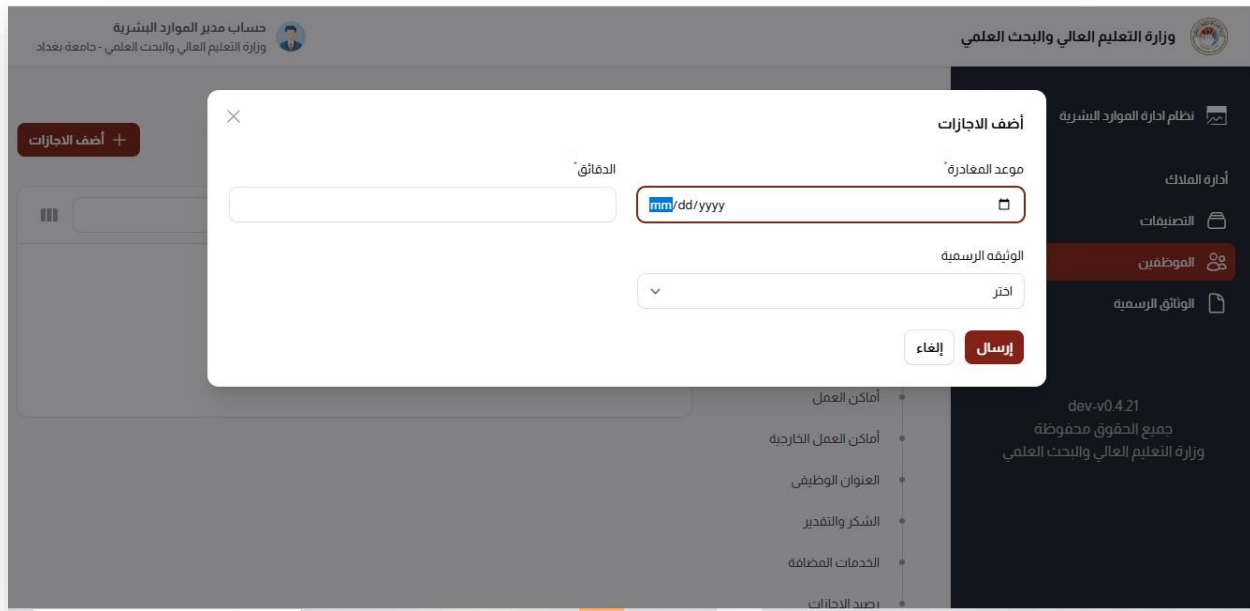 وزارة التعليم العالي والبحث العلمي
حساب مدير الموارد البشرية
وزارة التعليم العالي والبحث العلمي - جامعة بغداد
نظام ادارة الموارد البشرية
أدارة الملاك
التصنيفات
الموظفين
الوثائق الرسمية
dev-v0.4.21
جميع الحقوق محفوظة
وزارة التعليم العالي والبحث العلمي
+ أضف الاجازات
أضف الاجازات
موعد المغادرة*
mm/dd/yyyy
الدقائق*
الوثيقه الرسمية
اختر
إرسال
إلغاء
أماكن العمل
أماكن العمل الخارجية
العنوان الوظيفي
الشكر والتقدير
الخدمات المضافة
رصيد الاجازات